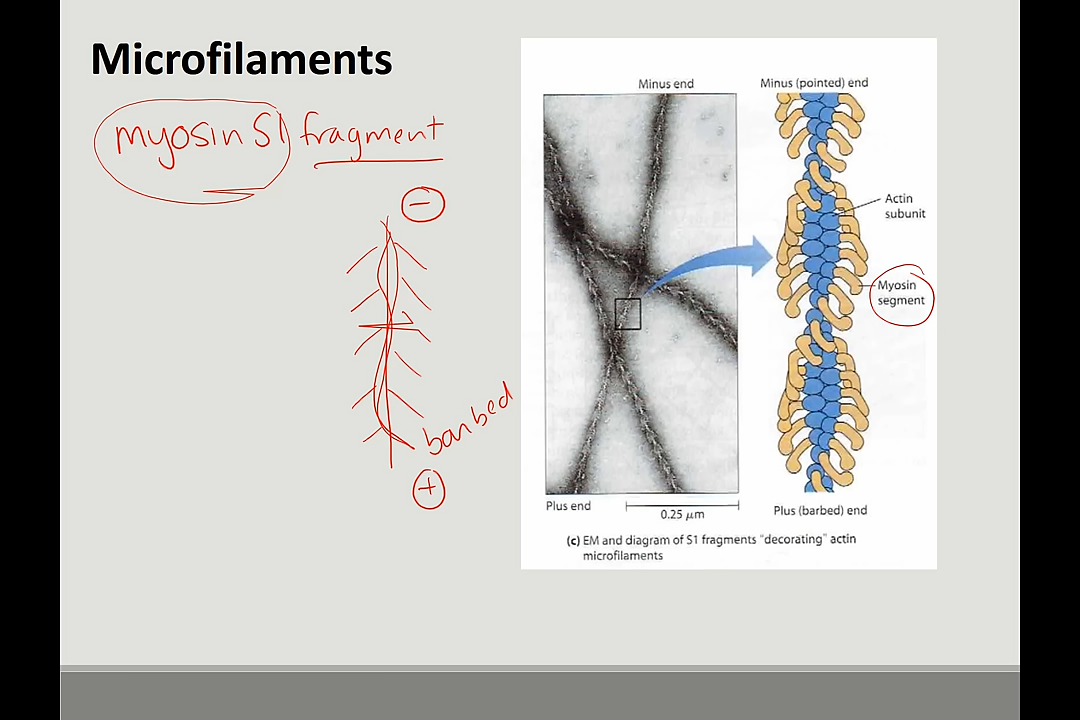 Microfilaments
myosin S1 fragment
−
barbed
+
Minus end
Minus (pointed) end
Actin
subunit
Myosin
segment
Plus end
0.25 μm
Plus (barbed) end
(c) EM and diagram of S1 fragments "decorating" actin
microfilaments